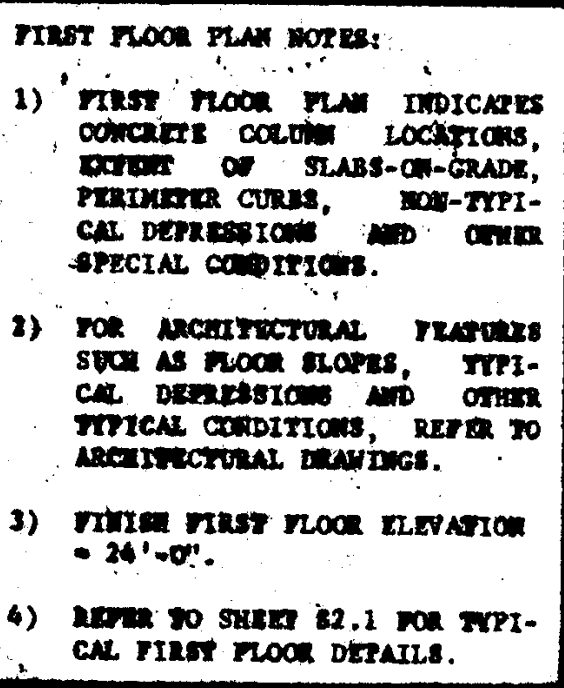 FIRST FLOOR PLAN NOTES:
1) FIRST FLOOR PLAN INDICATES
CONCRETE COLUMN LOCATIONS,
EXTENT OF SLABS-ON-GRADE,
PERIMETER CURBS, NON-TYPI-
CAL DEPRESSIONS AND OTHER
SPECIAL CONDITIONS.
2) FOR ARCHITECTURAL FEATURES
SUCH AS FLOOR SLOPES, TYPI-
CAL DEPRESSIONS AND OTHER
TYPICAL CONDITIONS, REFER TO
ARCHITECTURAL DRAWINGS.
3) FINISH FIRST FLOOR ELEVATION
= 24'-0".
4) REFER TO SHEET S2.1 FOR TYPI-
CAL FIRST FLOOR DETAILS.